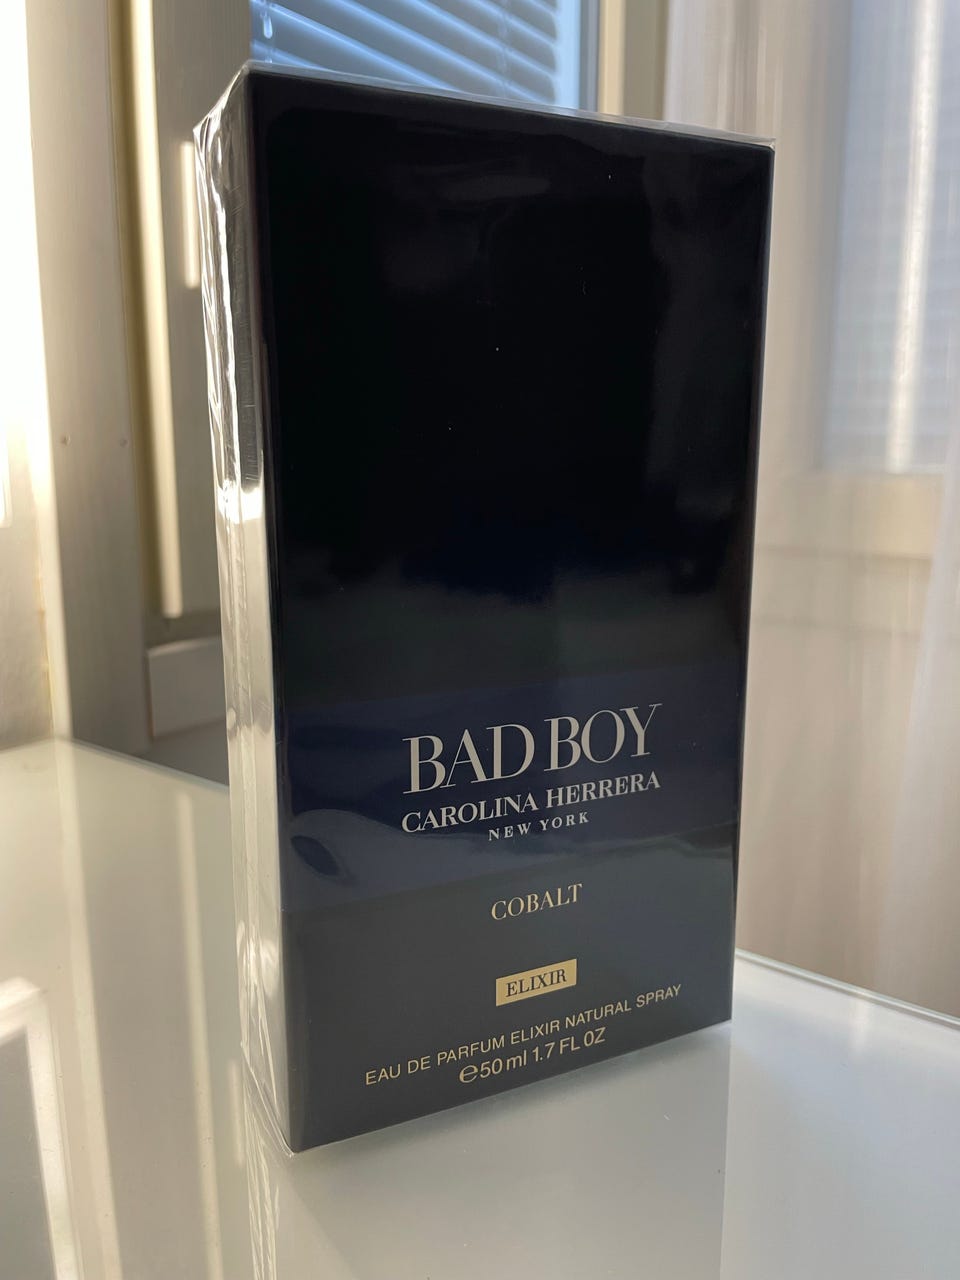 BAD BOY
CAROLINA HERRERA
NEW YORK
COBALT
ELIXIR
EAU DE PARFUM ELIXIR NATURAL SPRAY
℮50 ml 1.7 FL OZ